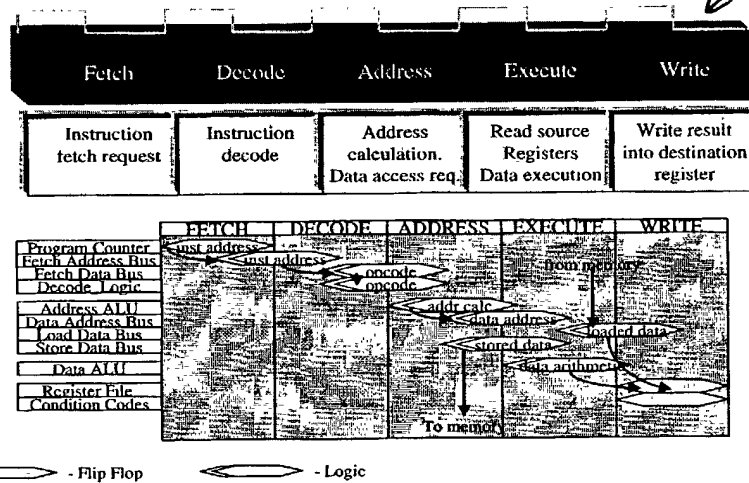 Fetch Decode Address Execute Write
Instruction fetch request
Instruction decode
Address calculation. Data access req.
Read source Registers Data execution
Write result into destination register
FETCH DECODE ADDRESS EXECUTE WRITE
Program Counter inst address
Fetch Address Bus inst address from memory
Fetch Data Bus opcode
Decode Logic opcode
Address ALU addr calc
Data Address Bus data address
Load Data Bus loaded data
Store Data Bus stored data
Data ALU data arithmetic
Register File
Condition Codes
To memory
- Flip Flop - Logic